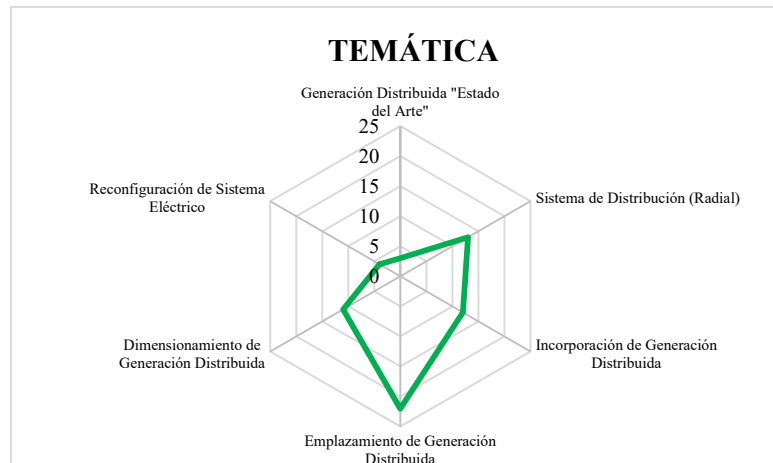 TEMÁTICA
Generación Distribuida "Estado
del Arte"
25
20
15
10
5
0
Sistema de Distribución (Radial)
Incorporación de Generación
Distribuida
Emplazamiento de Generación
Distribuida
Dimensionamiento de
Generación Distribuida
Reconfiguración de Sistema
Eléctrico